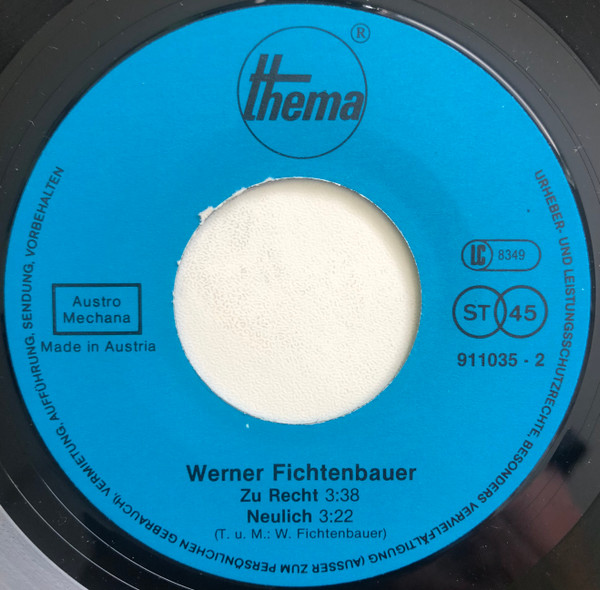 ®
thema
LC 8349
ST 45
911035 - 2
Austro
Mechana
Made in Austria
Werner Fichtenbauer
Zu Recht 3:38
Neulich 3:22
(T. u. M.: W. Fichtenbauer)
URHEBER- UND LEISTUNGSSCHUTZRECHTE, BESONDERS VERVIELFÄLTIGUNG (AUSSER ZUM PERSÖNLICHEN GEBRAUCH), VERMIETUNG, AUFFÜHRUNG, SENDUNG, VORBEHALTEN